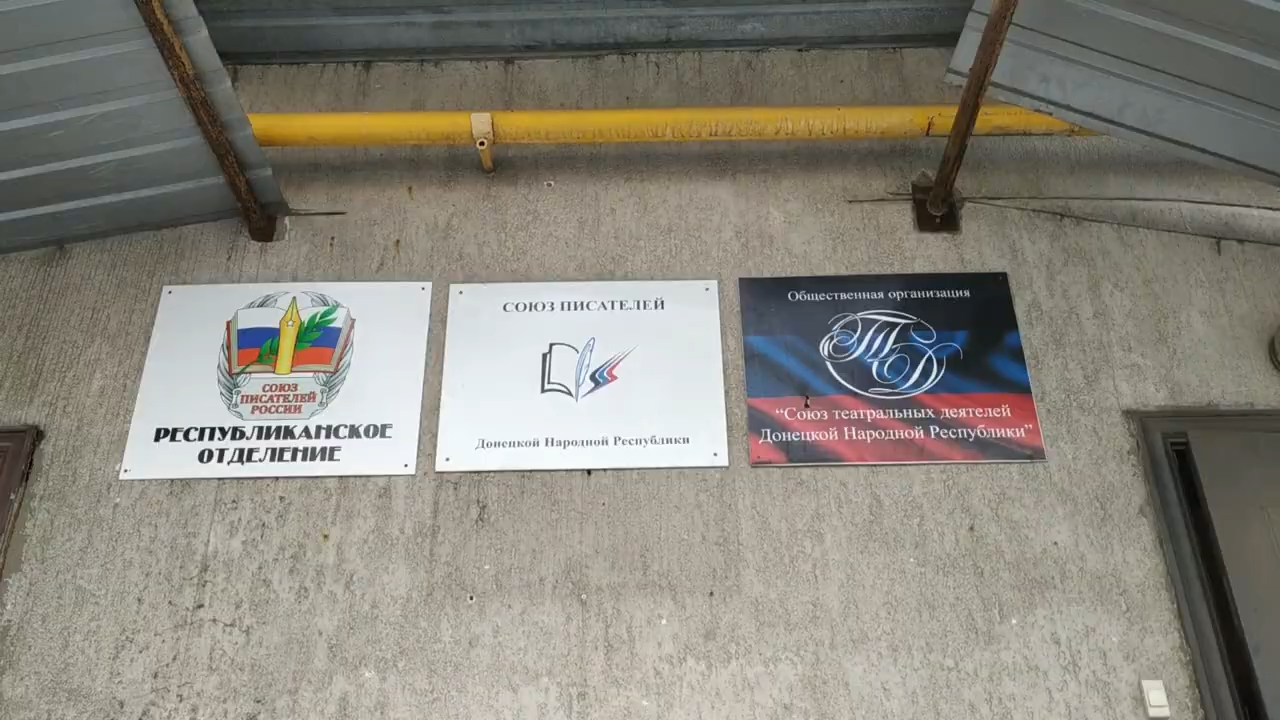 СОЮЗ
ПИСАТЕЛЕЙ
РОССИИ
РЕСПУБЛИКАНСКОЕ
ОТДЕЛЕНИЕ
СОЮЗ ПИСАТЕЛЕЙ
Донецкой Народной Республики
Общественная организация
ТД
“Союз театральных деятелей
Донецкой Народной Республики”